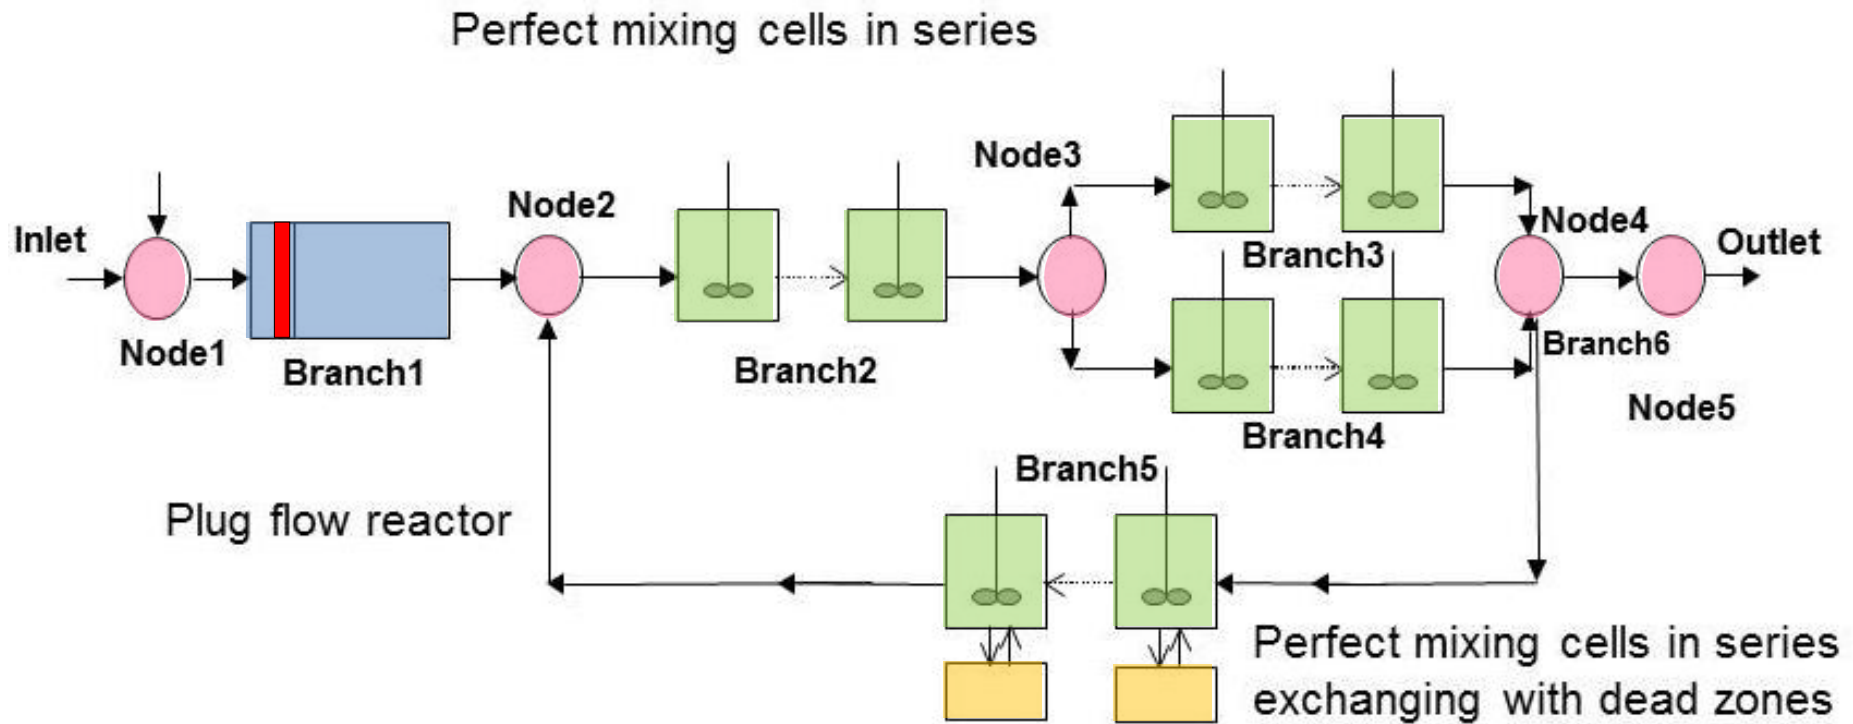 Perfect mixing cells in series
Node3
Node2
Node4
Inlet
Outlet
Branch3
Node1
Branch1
Branch2
Branch6
Node5
Branch4
Branch5
Plug flow reactor
Perfect mixing cells in series
exchanging with dead zones